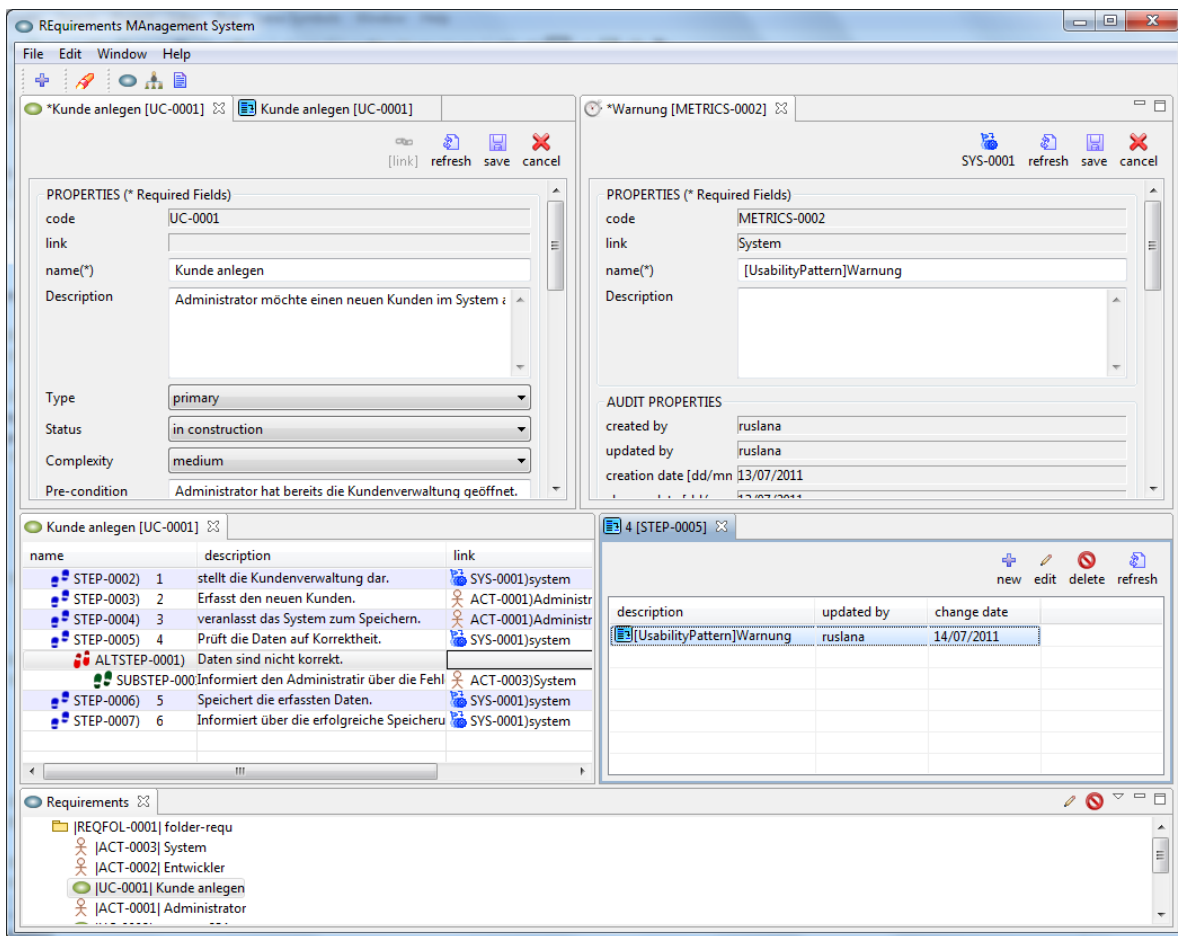 REquirements MAnagement System
File Edit Window Help
*Kunde anlegen [UC-0001] Kunde anlegen [UC-0001]
[link] refresh save cancel
PROPERTIES (* Required Fields)
code UC-0001
link
name(*) Kunde anlegen
Description Administrator möchte einen neuen Kunden im System
Type primary
Status in construction
Complexity medium
Pre-condition Administrator hat bereits die Kundenverwaltung geöffnet.
*Warnung [METRICS-0002]
SYS-0001 refresh save cancel
PROPERTIES (* Required Fields)
code METRICS-0002
link System
name(*) [UsabilityPattern]Warnung
Description
AUDIT PROPERTIES
created by ruslana
updated by ruslana
creation date [dd/mn 13/07/2011
Kunde anlegen [UC-0001]
name description link
STEP-0002) 1 stellt die Kundenverwaltung dar. SYS-0001)system
STEP-0003) 2 Erfasst den neuen Kunden. ACT-0001)Administr
STEP-0004) 3 veranlasst das System zum Speichern. ACT-0001)Administr
STEP-0005) 4 Prüft die Daten auf Korrektheit. SYS-0001)system
ALTSTEP-0001) Daten sind nicht korrekt.
SUBSTEP-000 Informiert den Administratir über die Fehl ACT-0003)System
STEP-0006) 5 Speichert die erfassten Daten. SYS-0001)system
STEP-0007) 6 Informiert über die erfolgreiche Speicheru SYS-0001)system
4 [STEP-0005]
new edit delete refresh
description updated by change date
[UsabilityPattern]Warnung ruslana 14/07/2011
Requirements
|REQFOL-0001| folder-requ
|ACT-0003| System
|ACT-0002| Entwickler
|UC-0001| Kunde anlegen
|ACT-0001| Administrator